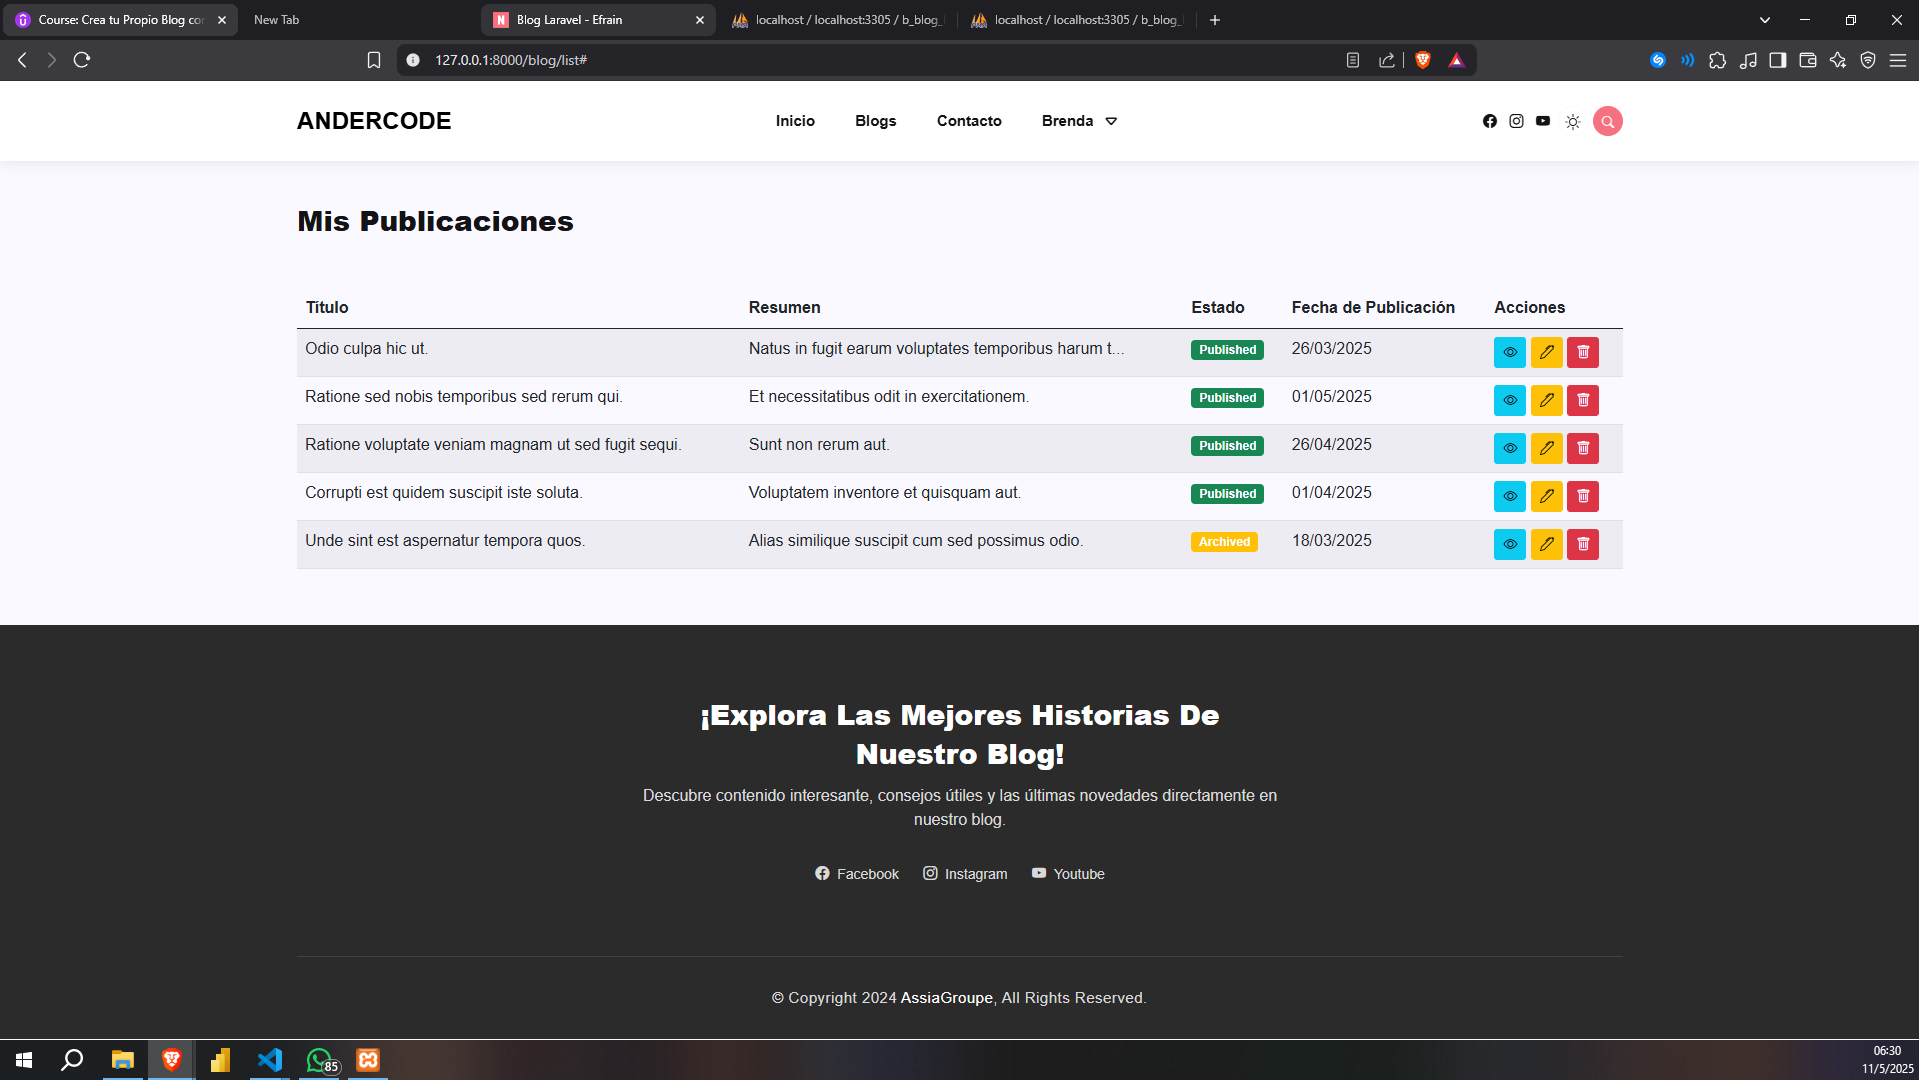 Course: Crea tu Propio Blog cor
New Tab
Blog Laravel - Efrain
localhost / localhost:3305 / b_blog_
localhost / localhost:3305 / b_blog_
127.0.0.1:8000/blog/list#
ANDERCODE
Inicio Blogs Contacto Brenda
Mis Publicaciones
Título Resumen Estado Fecha de Publicación Acciones
Odio culpa hic ut. Natus in fugit earum voluptates temporibus harum t... Published 26/03/2025
Ratione sed nobis temporibus sed rerum qui. Et necessitatibus odit in exercitationem. Published 01/05/2025
Ratione voluptate veniam magnam ut sed fugit sequi. Sunt non rerum aut. Published 26/04/2025
Corrupti est quidem suscipit iste soluta. Voluptatem inventore et quisquam aut. Published 01/04/2025
Unde sint est aspernatur tempora quos. Alias similique suscipit cum sed possimus odio. Archived 18/03/2025
¡Explora Las Mejores Historias De
Nuestro Blog!
Descubre contenido interesante, consejos útiles y las últimas novedades directamente en
nuestro blog.
Facebook Instagram Youtube
© Copyright 2024 AssiaGroupe, All Rights Reserved.
85
06:30
11/5/2025